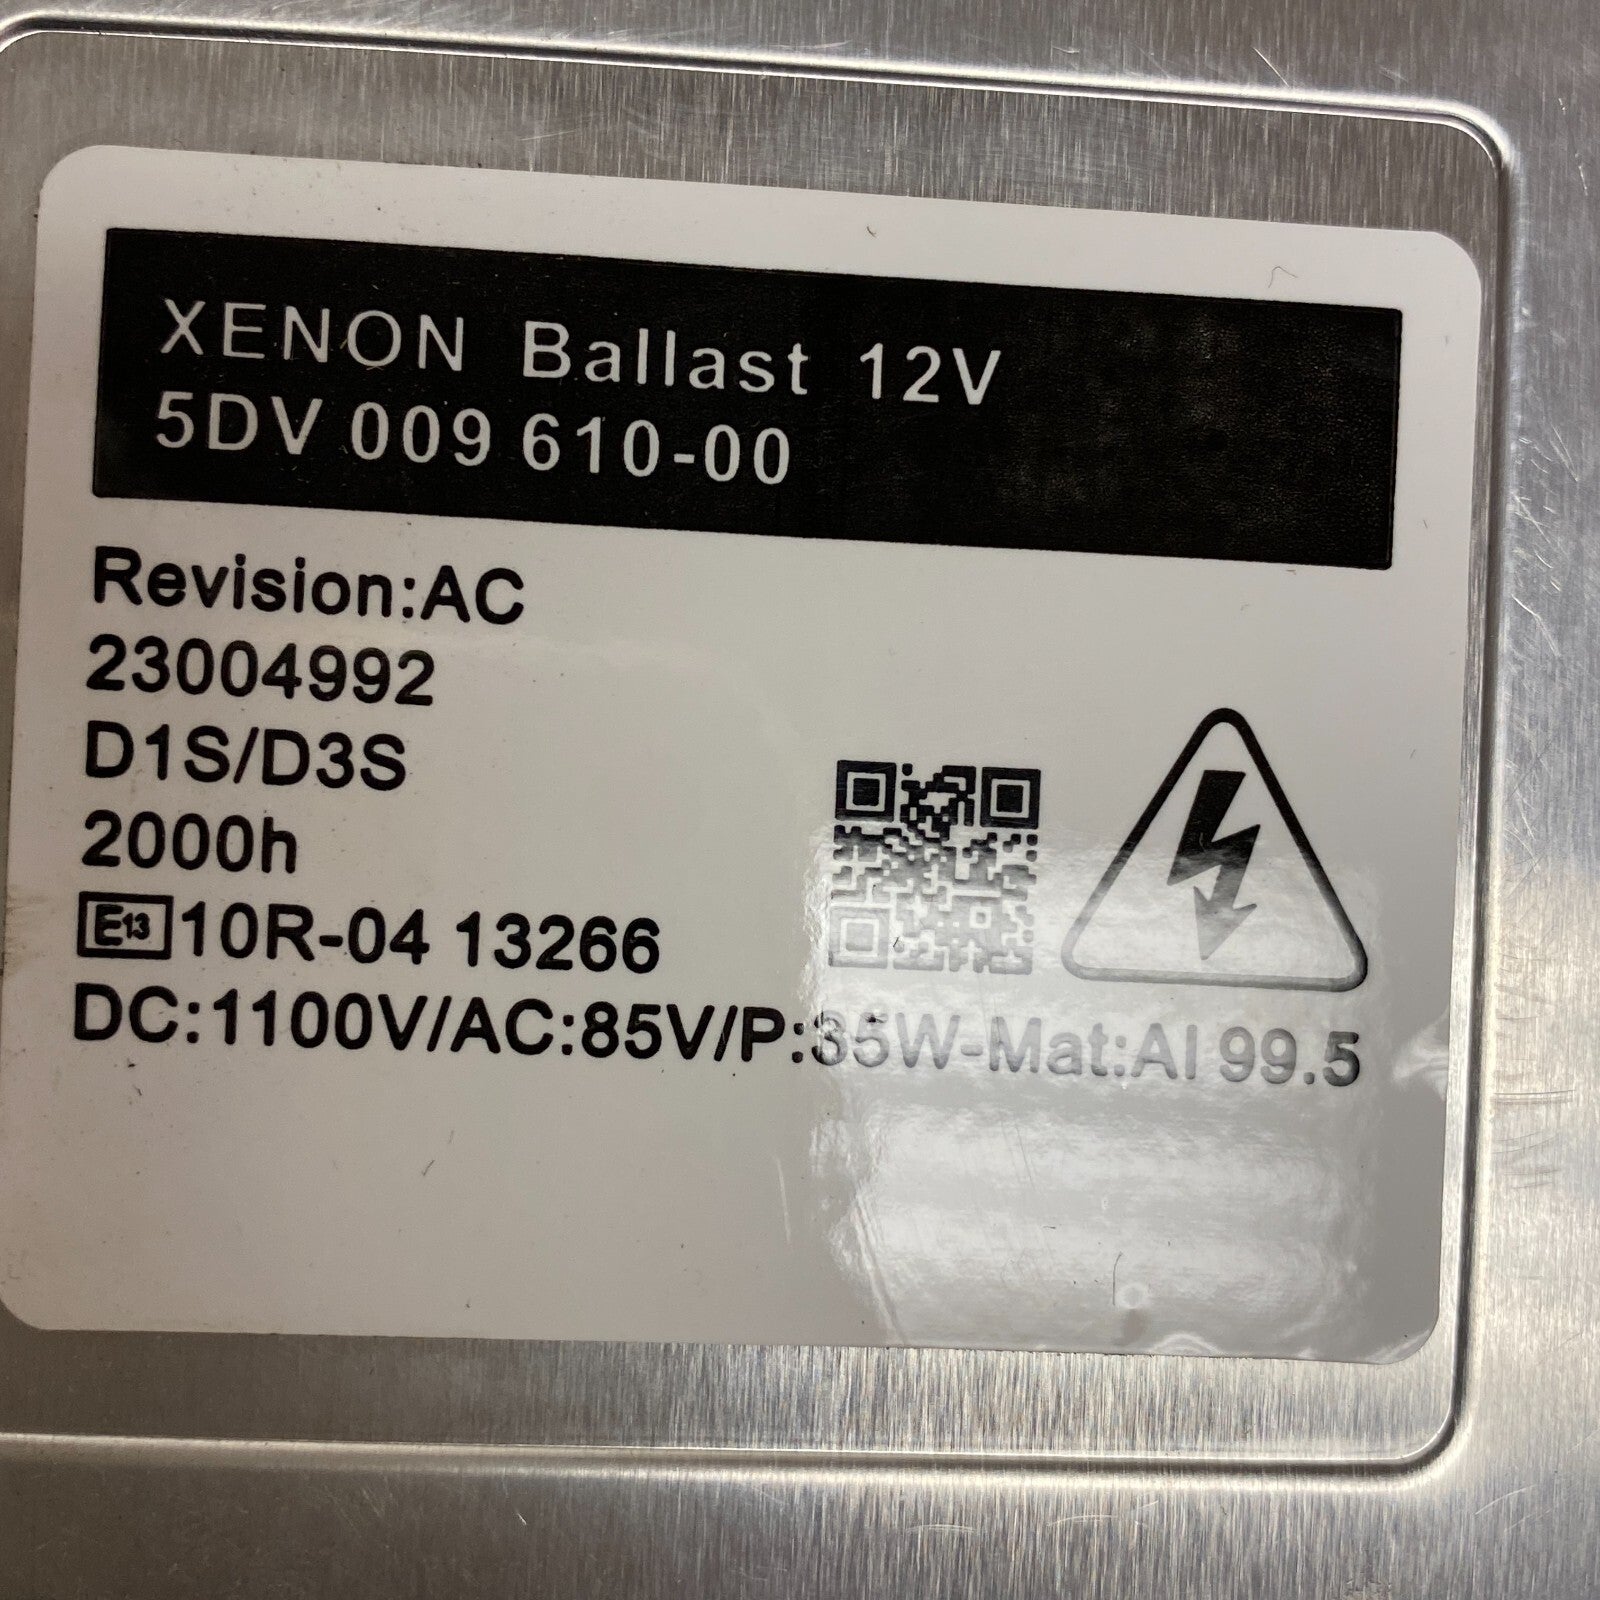 XENON Ballast 12V
5DV 009 610-00
Revision:AC
23004992
D1S/D3S
2000h
E13 10R-04 13266
DC:1100V/AC:85V/P:35W-Mat:Al 99.5